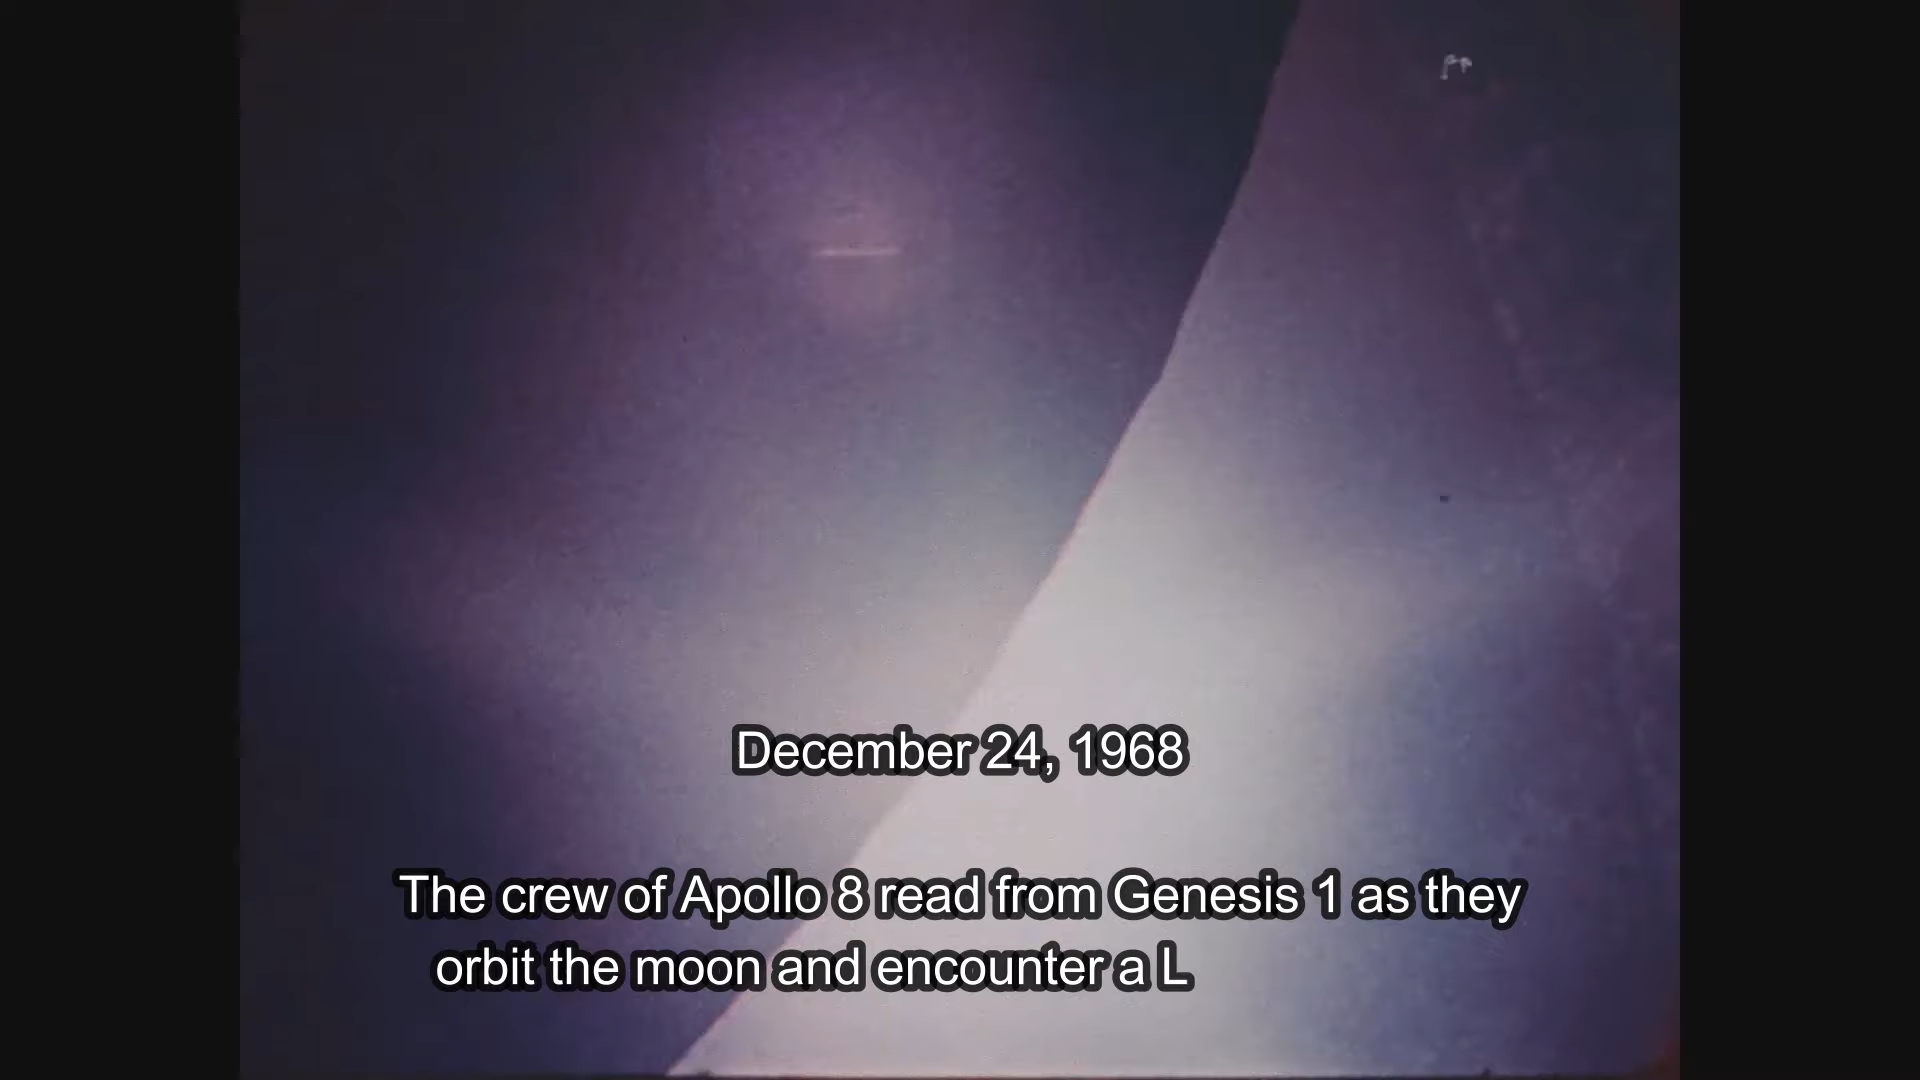 December 24, 1968
The crew of Apollo 8 read from Genesis 1 as they
orbit the moon and encounter a L